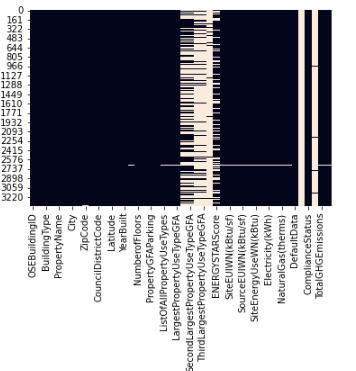 0
161
322
483
644
805
966
1127
1288
1449
1610
1771
1932
2093
2254
2415
2576
2737
2898
3059
3220
OSEBuildingID
BuildingType
PropertyName
City
ZipCode
CouncilDistrictCode
Latitude
YearBuilt
NumberofFloors
PropertyGFAParking
ListOfAllPropertyUseTypes
LargestPropertyUseTypeGFA
SecondLargestPropertyUseTypeGFA
ThirdLargestPropertyUseTypeGFA
ENERGYSTARScore
SiteEUIWN(kBtu/sf)
SourceEUIWN(kBtu/sf)
SiteEnergyUseWN(kBtu)
Electricity(kWh)
NaturalGas(therms)
DefaultData
ComplianceStatus
TotalGHGEmissions